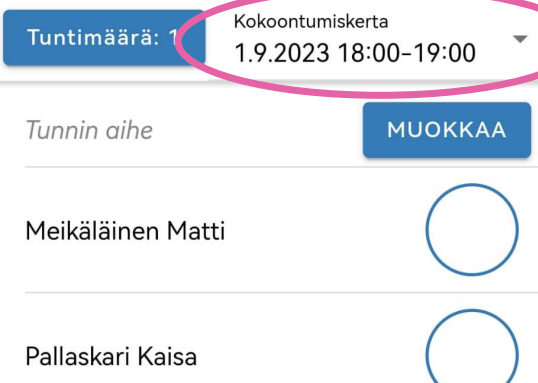 Tuntimäärä: 1
Kokoontumiskerta
1.9.2023 18:00-19:00
Tunnin aihe
MUOKKAA
Meikäläinen Matti
Pallaskari Kaisa